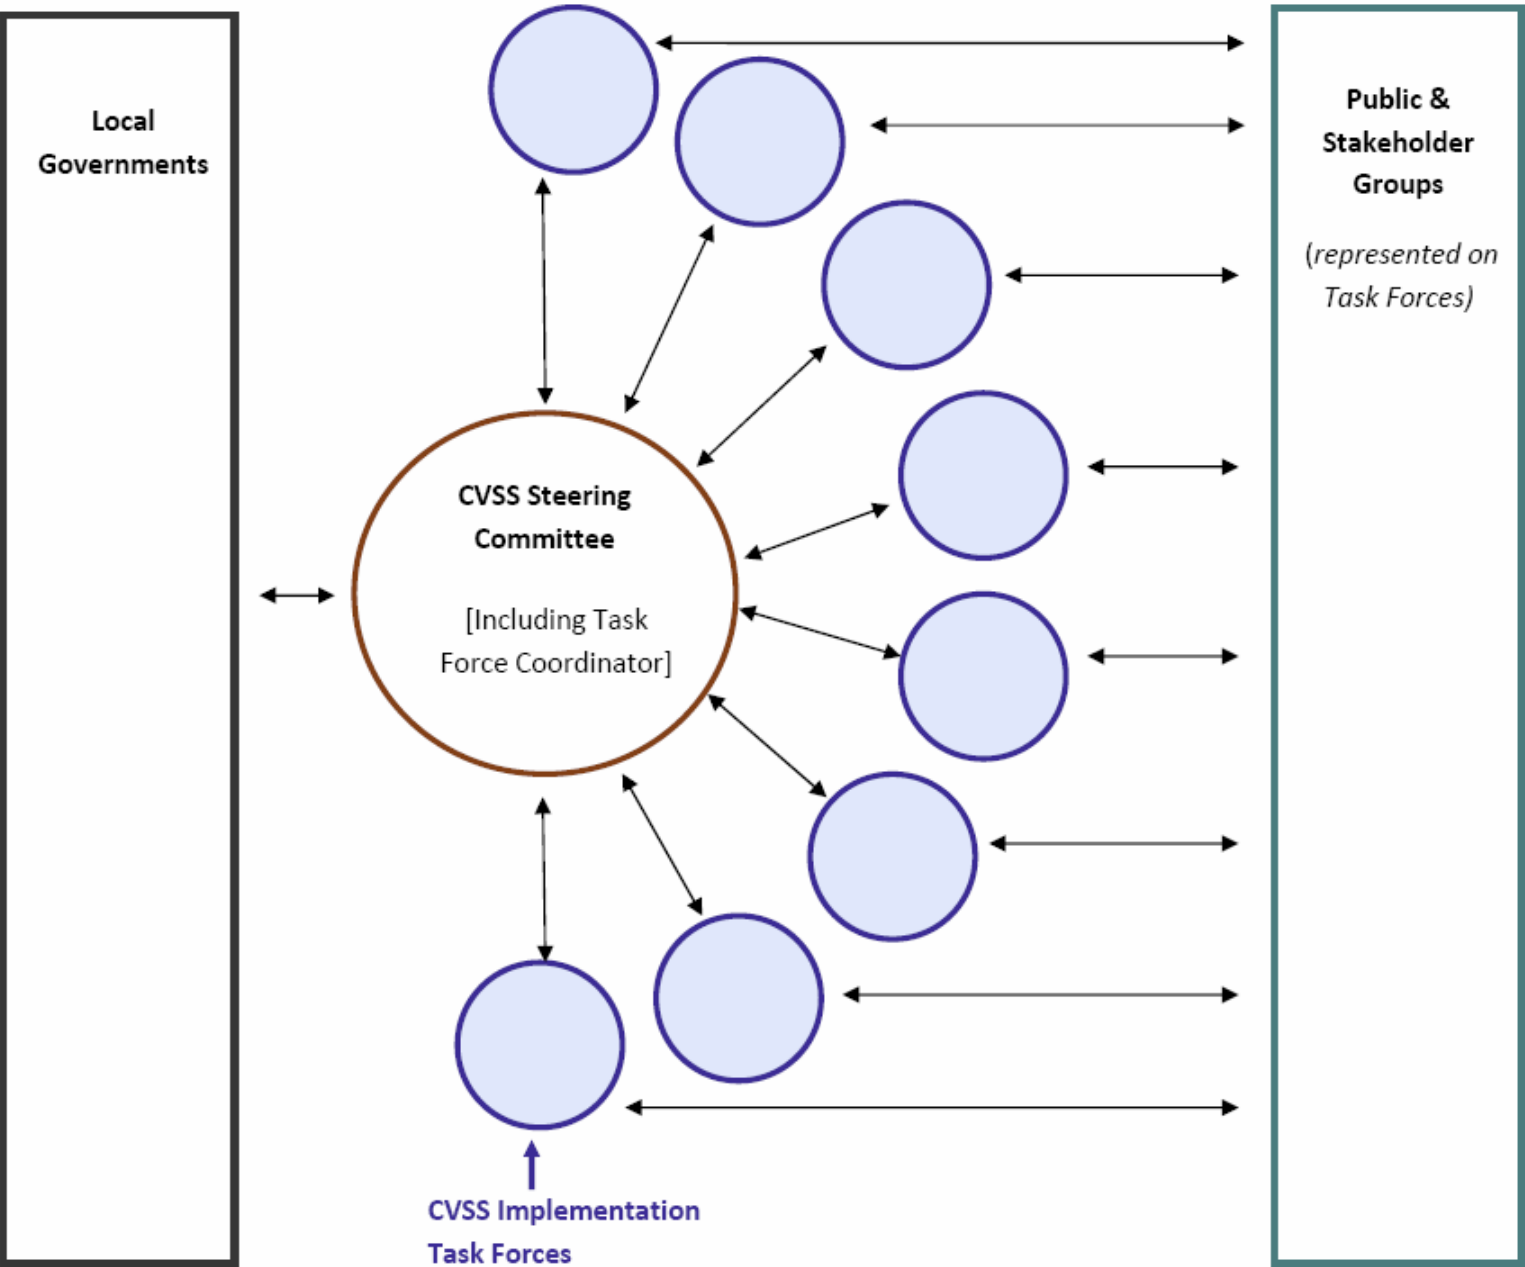 Local
Governments
Public &
Stakeholder
Groups
(represented on
Task Forces)
CVSS Steering
Committee
[Including Task
Force Coordinator]
CVSS Implementation
Task Forces